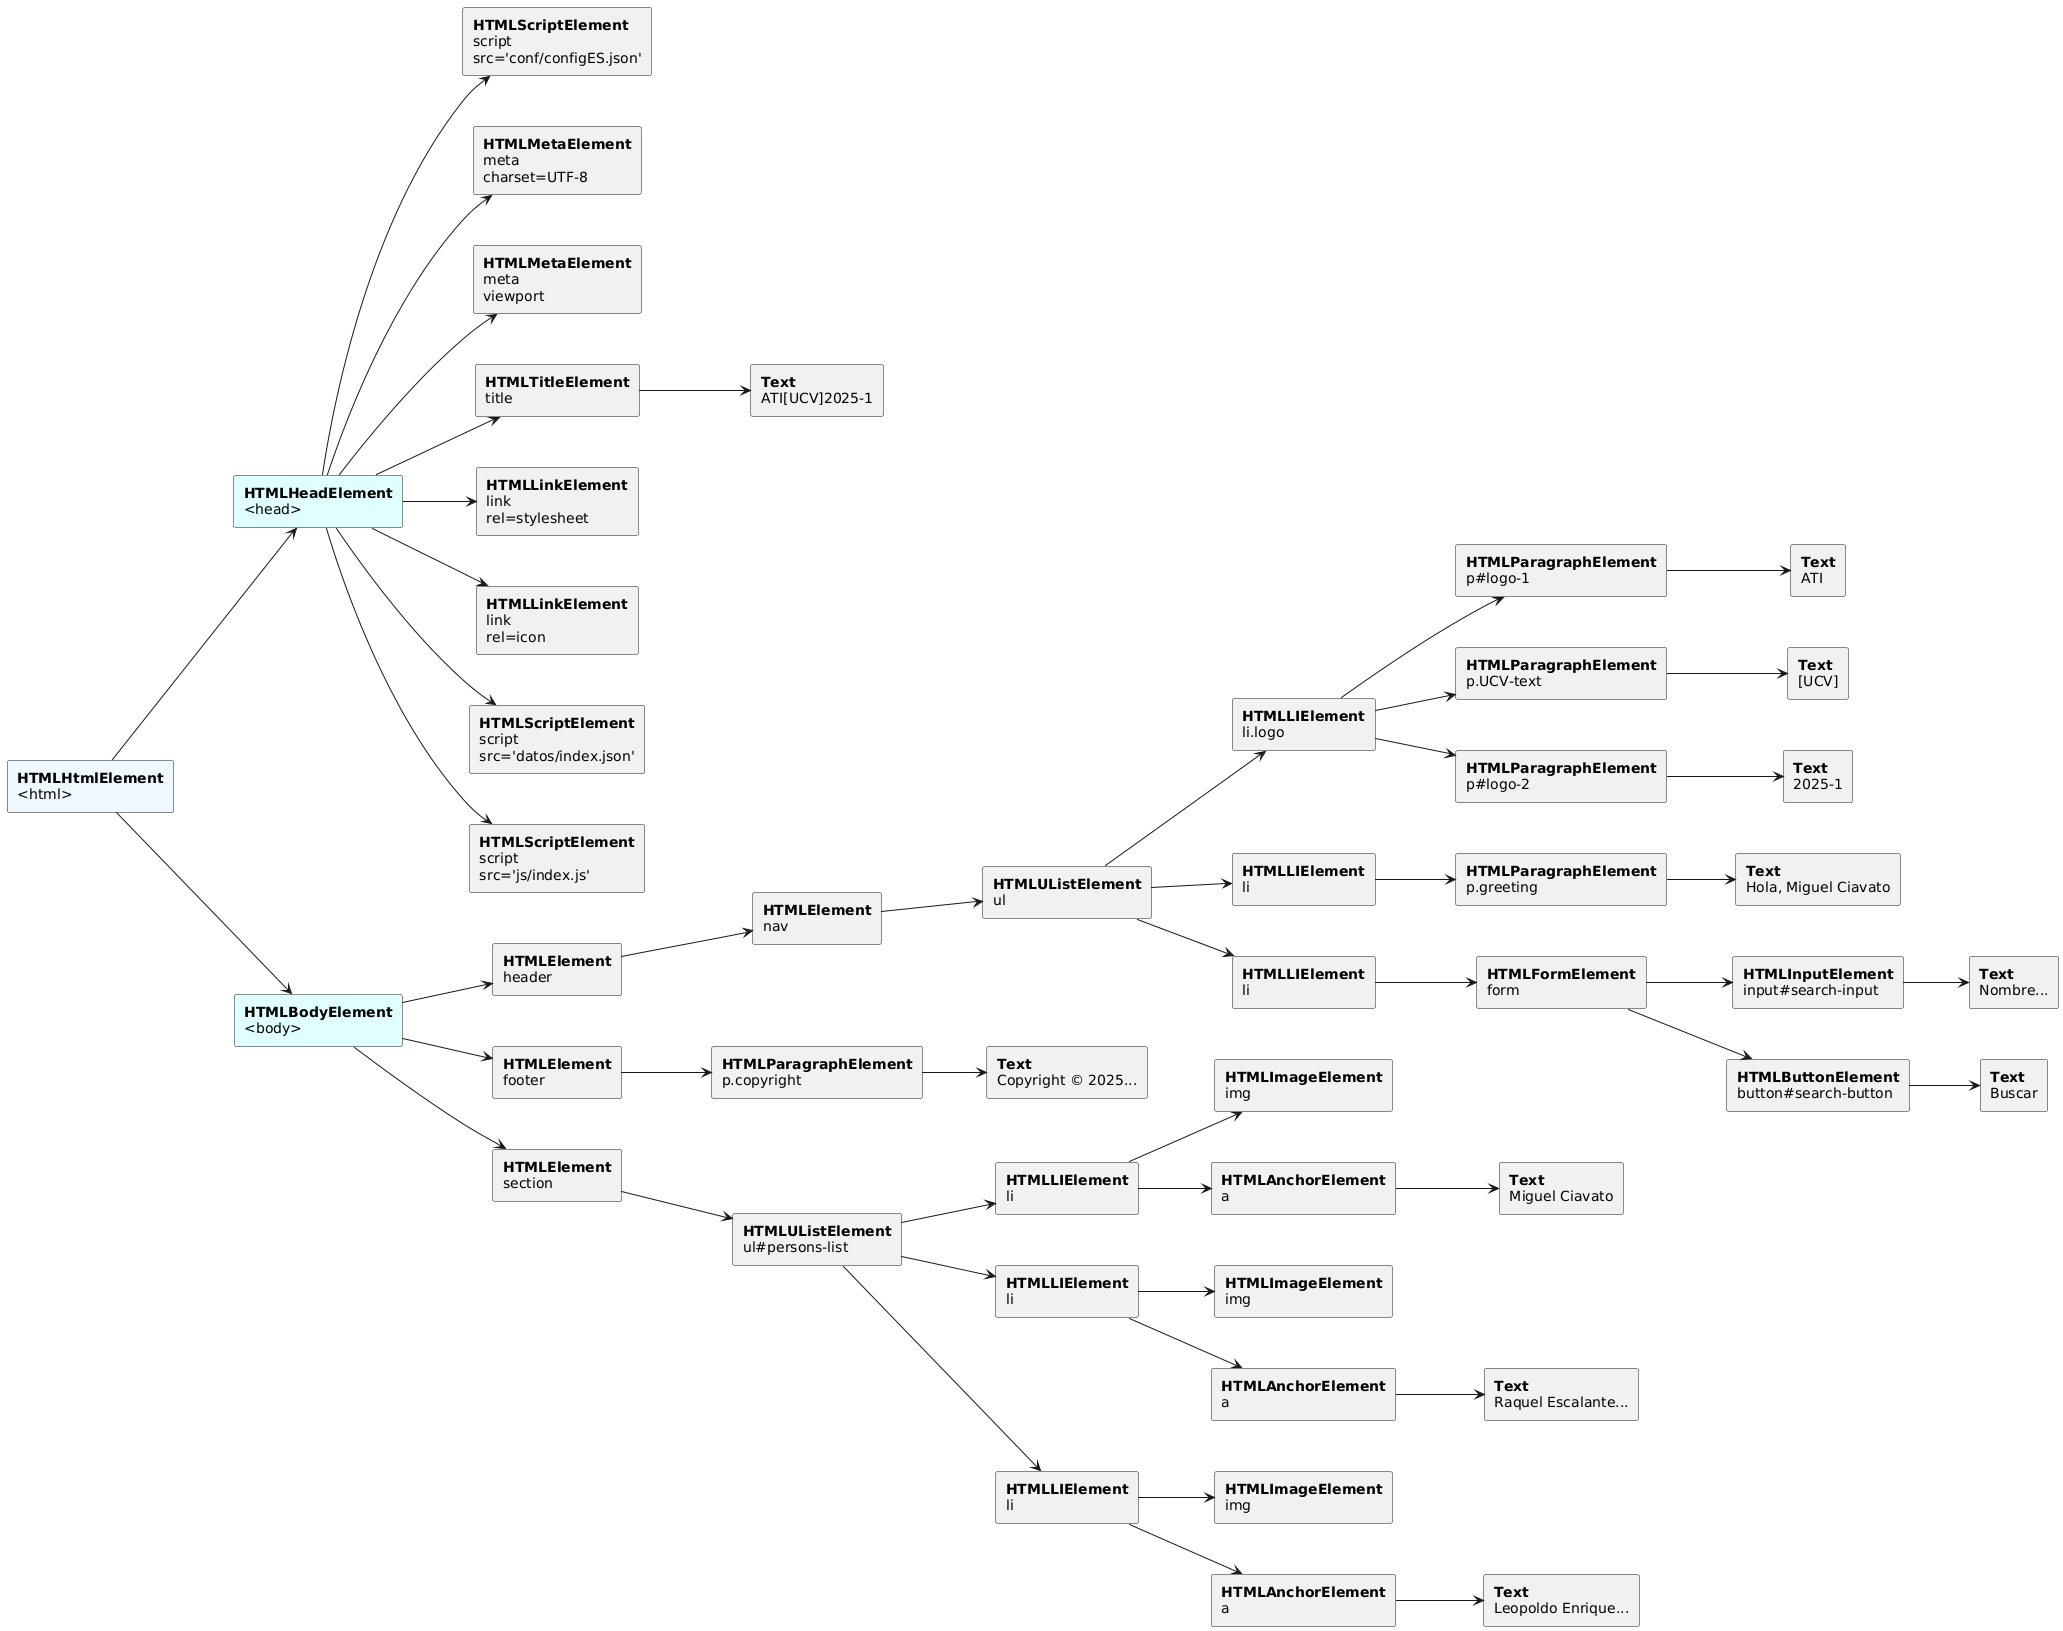 HTMLScriptElement
script
src='conf/configES.json'
HTMLMetaElement
meta
charset=UTF-8
HTMLMetaElement
meta
viewport
HTMLTitleElement
title
Text
ATI[UCV]2025-1
HTMLHeadElement
<head>
HTMLLinkElement
link
rel=stylesheet
HTMLLinkElement
link
rel=icon
HTMLScriptElement
script
src='datos/index.json'
HTMLScriptElement
script
src='js/index.js'
HTMLHtmlElement
<html>
HTMLBodyElement
<body>
HTMLElement
header
HTMLElement
nav
HTMLUListElement
ul
HTMLLIElement
li.logo
HTMLParagraphElement
p#logo-1
Text
ATI
HTMLParagraphElement
p.UCV-text
Text
[UCV]
HTMLParagraphElement
p#logo-2
Text
2025-1
HTMLLIElement
li
HTMLParagraphElement
p.greeting
Text
Hola, Miguel Ciavato
HTMLLIElement
li
HTMLFormElement
form
HTMLInputElement
input#search-input
Text
Nombre...
HTMLButtonElement
button#search-button
Text
Buscar
HTMLElement
footer
HTMLParagraphElement
p.copyright
Text
Copyright © 2025...
HTMLElement
section
HTMLUListElement
ul#persons-list
HTMLLIElement
li
HTMLImageElement
img
HTMLAnchorElement
a
Text
Miguel Ciavato
HTMLLIElement
li
HTMLImageElement
img
HTMLAnchorElement
a
Text
Raquel Escalante...
HTMLLIElement
li
HTMLImageElement
img
HTMLAnchorElement
a
Text
Leopoldo Enrique...